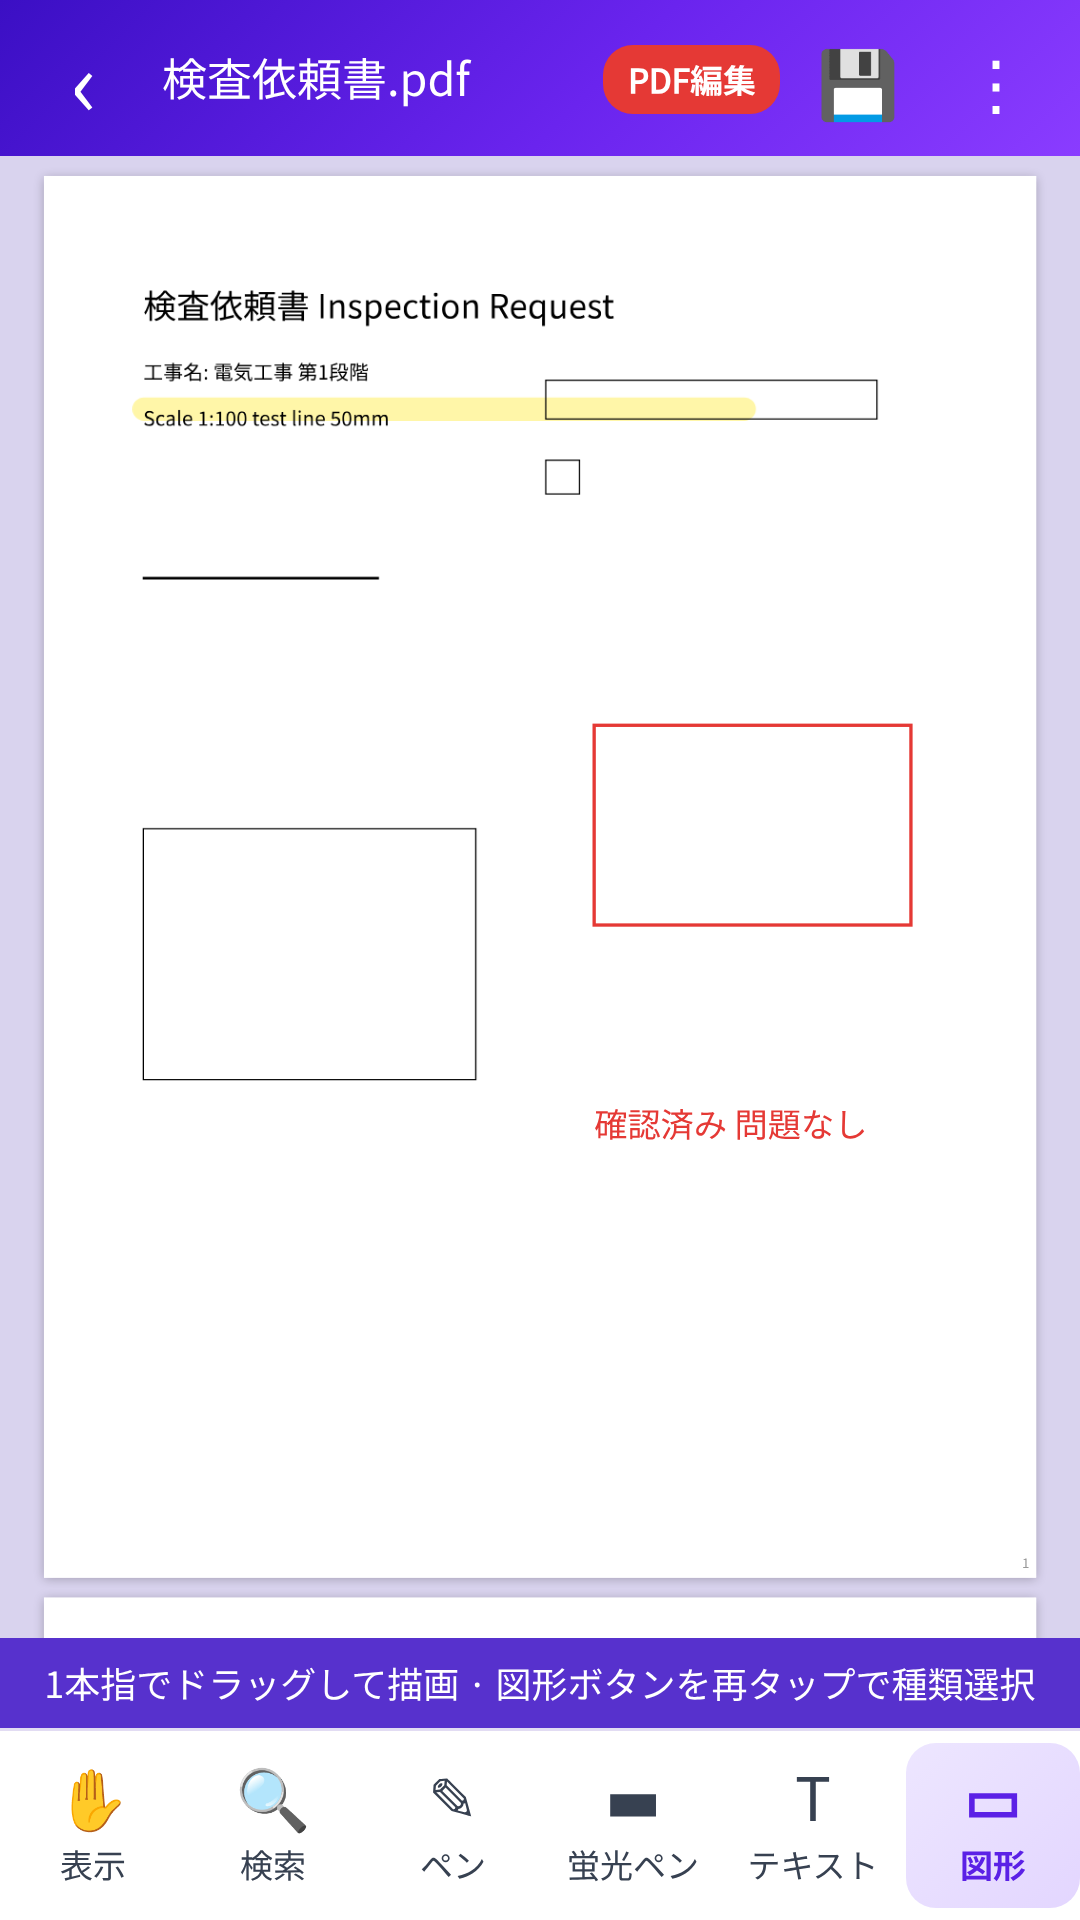 検査依頼書.pdf
PDF編集
検査依頼書 Inspection Request
工事名: 電気工事 第1段階
Scale 1:100 test line 50mm
確認済み 問題なし
1
1本指でドラッグして描画・図形ボタンを再タップで種類選択
表示
検索
ペン
蛍光ペン
T
テキスト
図形